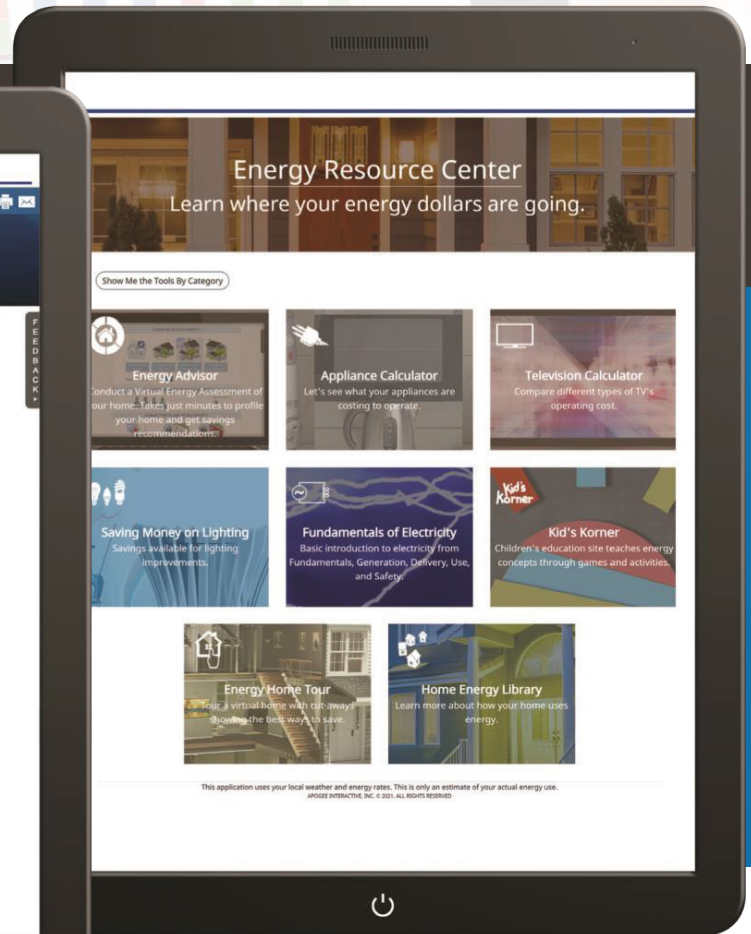 Energy Resource Center
Learn where your energy dollars are going.
Show Me the Tools By Category
FEEDBACK
Energy Advisor
Conduct a Virtual Energy Assessment of
our home. Takes just minutes to profile
your home and get savings
recommendations.
Appliance Calculator
Let's see what your appliances are
costing to operate.
Television Calculator
Compare different types of TV's
operating cost.
Saving Money on Lighting
Savings available for lighting
improvements.
Fundamentals of Electricity
Basic introduction to electricity from
Fundamentals, Generation, Delivery, Use,
and Safety.
Kid's
Korner
Kid's Korner
Children's education site teaches energy
concepts through games and activities.
Energy Home Tour
Tour a virtual home with cut-aways
showing the best ways to save.
Home Energy Library
Learn more about how your home uses
energy.
This application uses your local weather and energy rates. This is only an estimate of your actual energy use.
APOGEE INTERACTIVE, INC. © 2021. ALL RIGHTS RESERVED